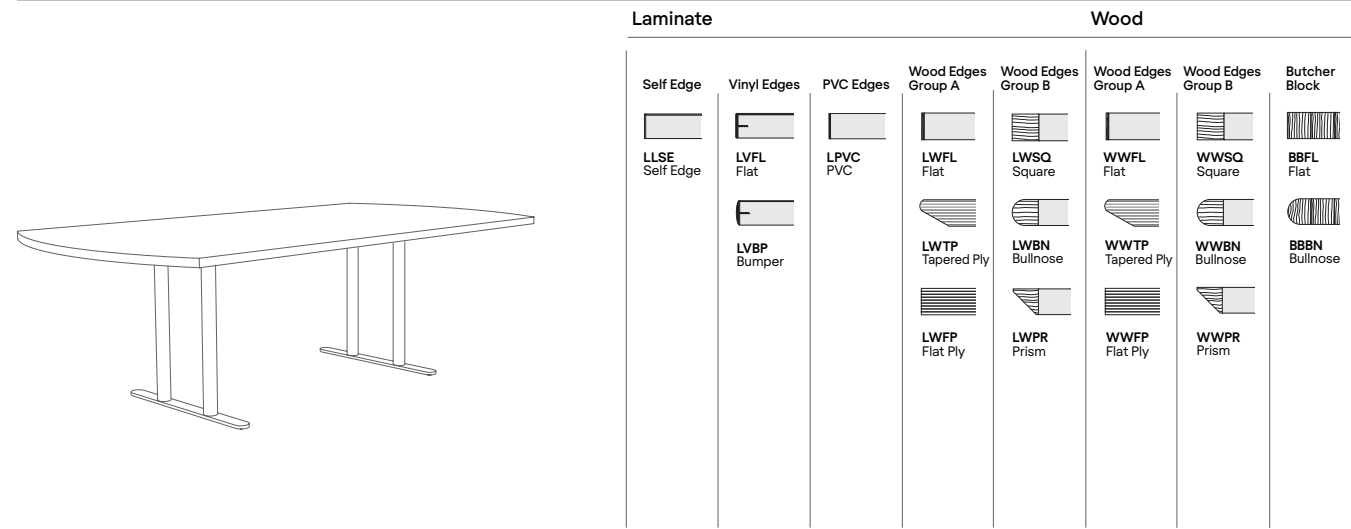 Laminate
Wood
Self Edge
Vinyl Edges
PVC Edges
Wood Edges
Group A
Wood Edges
Group B
Wood Edges
Group A
Wood Edges
Group B
Butcher
Block
LLSE
Self Edge
LVFL
Flat
LPVC
PVC
LWFL
Flat
LWSQ
Square
WWFL
Flat
WWSQ
Square
BBFL
Flat
LVBP
Bumper
LWTP
Tapered Ply
LWBN
Bullnose
WWTP
Tapered Ply
WWBN
Bullnose
BBBN
Bullnose
LWFP
Flat Ply
LWPR
Prism
WWFP
Flat Ply
WWPR
Prism